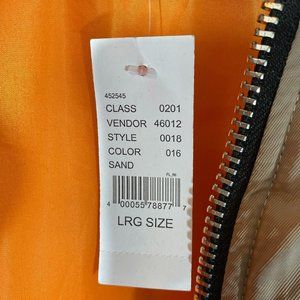 452545
CLASS 0201
VENDOR 46012
STYLE 0018
COLOR 016
SAND
4 00055 78877 7
LRG SIZE